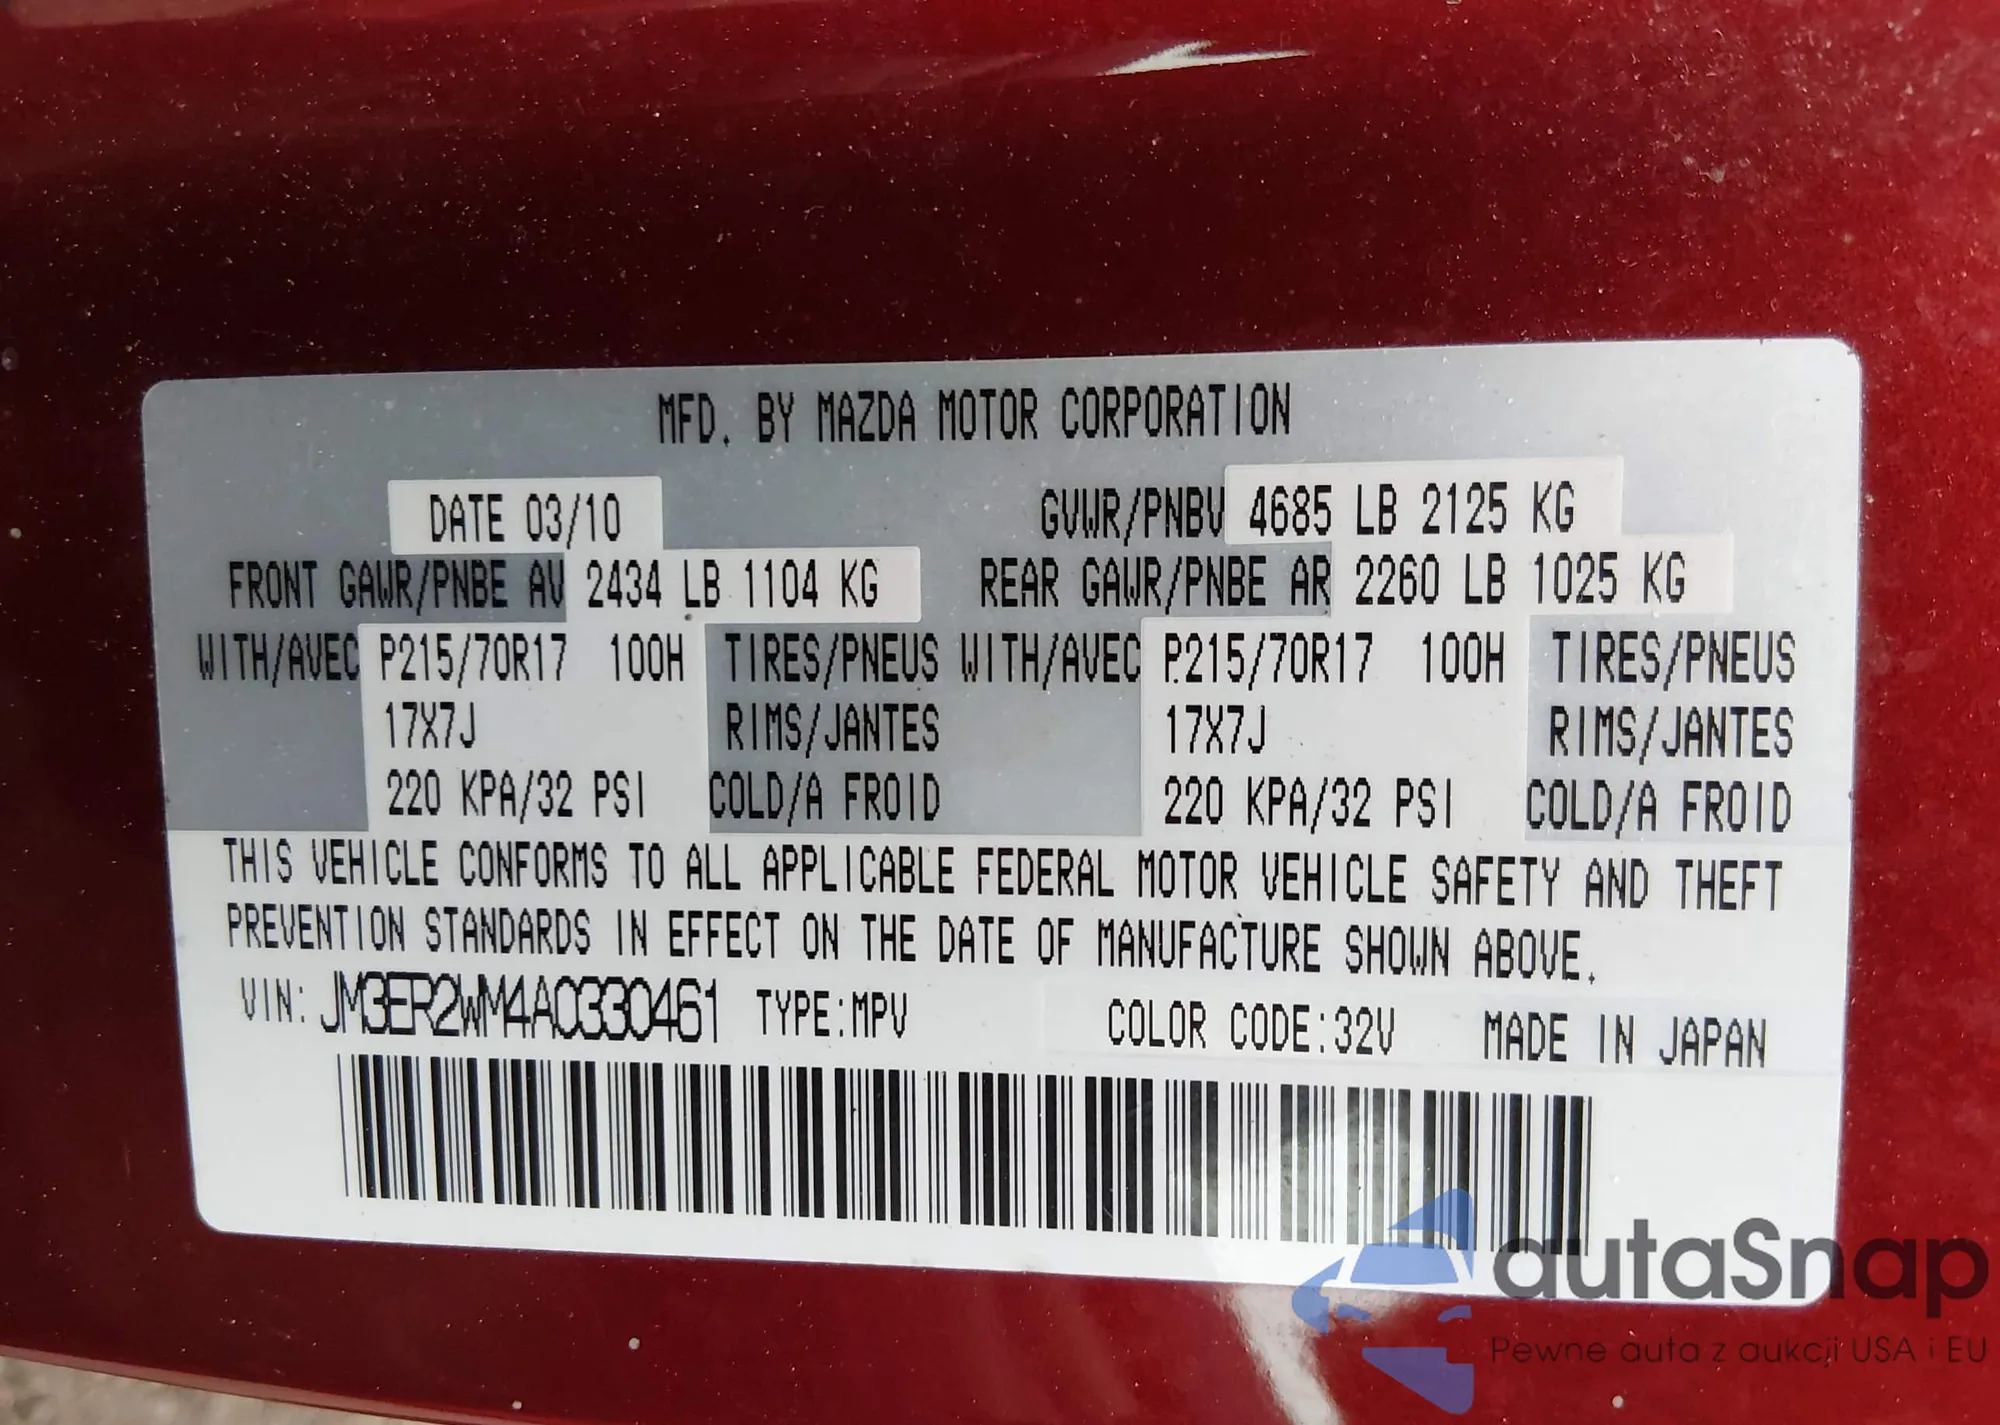 MFD. BY MAZDA MOTOR CORPORATION
DATE 03/10 GVWR/PNBV 4685 LB 2125 KG
FRONT GAWR/PNBE AV 2434 LB 1104 KG REAR GAWR/PNBE AR 2260 LB 1025 KG
WITH/AVEC P215/70R17 100H TIRES/PNEUS WITH/AVEC P215/70R17 100H TIRES/PNEUS
17X7J RIMS/JANTES 17X7J RIMS/JANTES
220 KPA/32 PSI COLD/A FROID 220 KPA/32 PSI COLD/A FROID
THIS VEHICLE CONFORMS TO ALL APPLICABLE FEDERAL MOTOR VEHICLE SAFETY AND THEFT
PREVENTION STANDARDS IN EFFECT ON THE DATE OF MANUFACTURE SHOWN ABOVE.
VIN: JM3ER2WM4A0330461 TYPE:MPV COLOR CODE:32V MADE IN JAPAN
autaSnap
Pewne auta z aukcji USA i EU